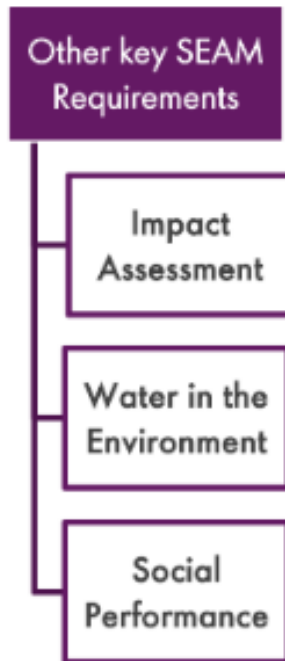 Other key SEAM
Requirements
Impact
Assessment
Water in the
Environment
Social
Performance